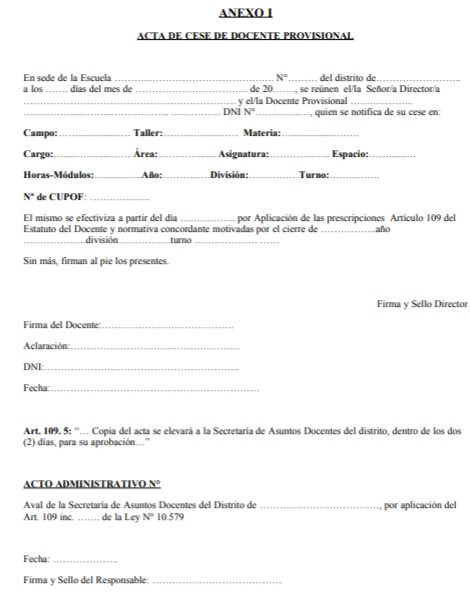 ANEXO I
ACTA DE CESE DE DOCENTE PROVISIONAL
En sede de la Escuela ........................................ Nº......... del distrito de........................
a los ....... días del mes de ................................ de 20......., se reúnen el/la Señor/a Director/a
.................................................. y el/la Docente Provisional ..................
.................................................. DNI Nº................, quien se notifica de su cese en:
Campo:..................... Taller:..................... Materia:......................
Cargo:..................... Área:................ Asignatura:................ Espacio:.............
Horas-Módulos:.............Año:.............División:..............Turno:..............
Nº de CUPOF: .................
El mismo se efectiviza a partir del día ............... por Aplicación de las prescripciones Artículo 109 del
Estatuto del Docente y normativa concordante motivadas por el cierre de ...............año
..................división...............turno .................. ......
Sin más, firman al pie los presentes.
Firma y Sello Director
Firma del Docente:......................................
Aclaración:................................................
DNI:.......................................................
Fecha:...........................................................
Art. 109. 5: “… Copia del acta se elevará a la Secretaría de Asuntos Docentes del distrito, dentro de los dos
(2) días, para su aprobación…”
ACTO ADMINISTRATIVO Nº
Aval de la Secretaría de Asuntos Docentes del Distrito de ..................................., por aplicación del
Art. 109 inc. ....... de la Ley Nº 10.579
Fecha: ...................
Firma y Sello del Responsable: .....................................